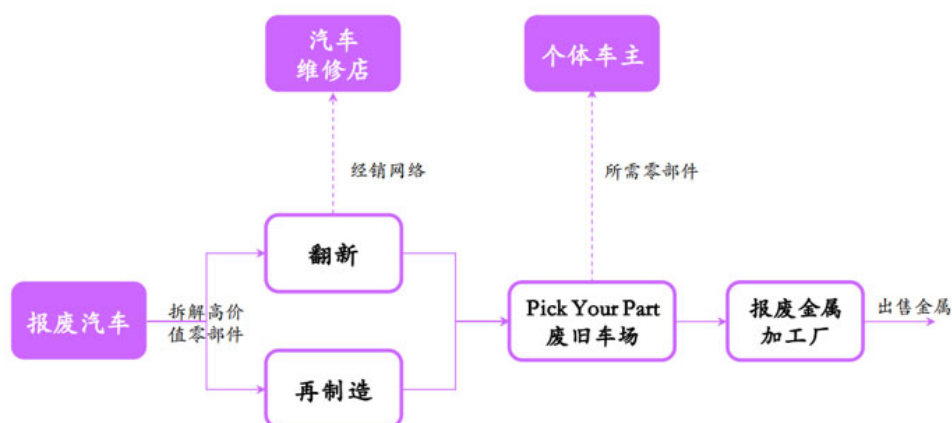 汽车
维修店
个体车主
经销网络
所需零部件
翻新
报废汽车
拆解高价
值零部件
Pick Your Part
废旧车场
报废金属
加工厂
出售金属
再制造